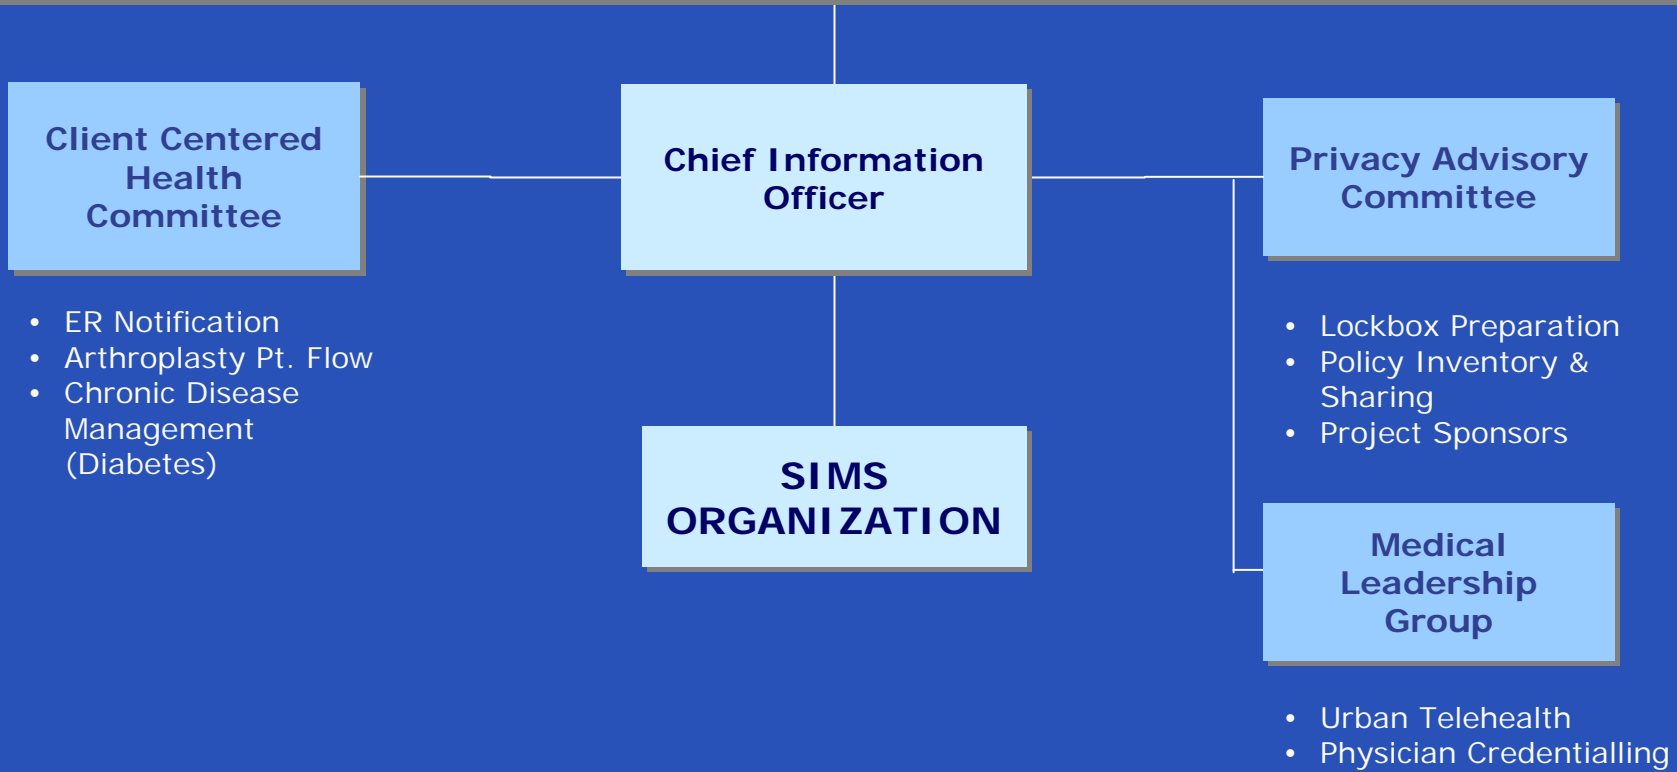 Client Centered
Health
Committee
• ER Notification
• Arthroplasty Pt. Flow
• Chronic Disease
Management
(Diabetes)
Chief Information
Officer
SIMS
ORGANIZATION
Privacy Advisory
Committee
• Lockbox Preparation
• Policy Inventory &
Sharing
• Project Sponsors
Medical
Leadership
Group
• Urban Telehealth
• Physician Credentialling